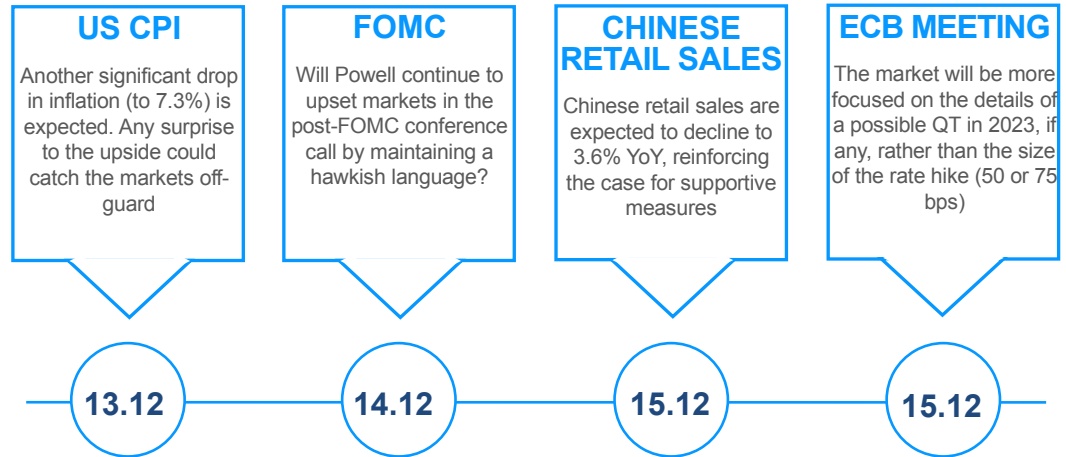 US CPI
Another significant drop
in inflation (to 7.3%) is
expected. Any surprise
to the upside could
catch the markets off-
guard
FOMC
Will Powell continue to
upset markets in the
post-FOMC conference
call by maintaining a
hawkish language?
CHINESE
RETAIL SALES
Chinese retail sales are
expected to decline to
3.6% YoY, reinforcing
the case for supportive
measures
ECB MEETING
The market will be more
focused on the details of
a possible QT in 2023, if
any, rather than the size
of the rate hike (50 or 75
bps)
13.12
14.12
15.12
15.12